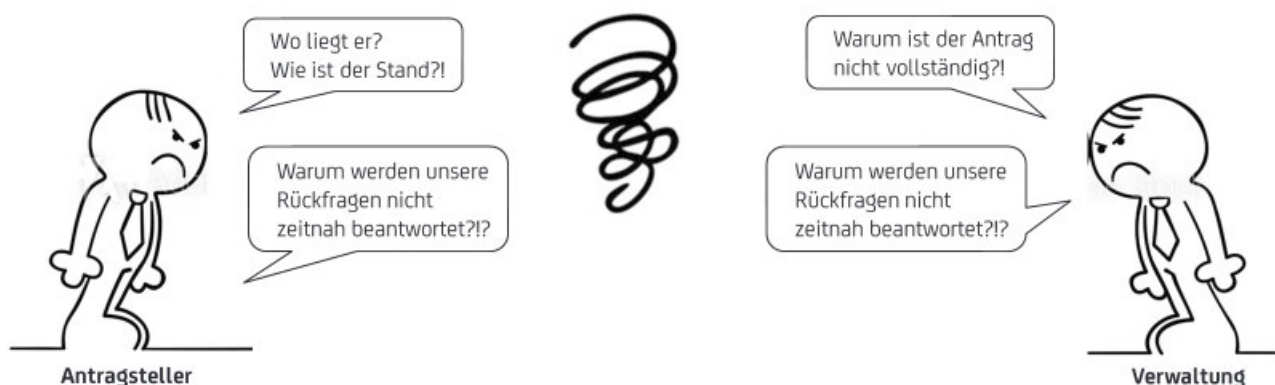 Wo liegt er?
Wie ist der Stand?!
Warum werden unsere
Rückfragen nicht
zeitnah beantwortet?!?
Antragsteller
Warum ist der Antrag
nicht vollständig?!
Warum werden unsere
Rückfragen nicht
zeitnah beantwortet?!?
Verwaltung